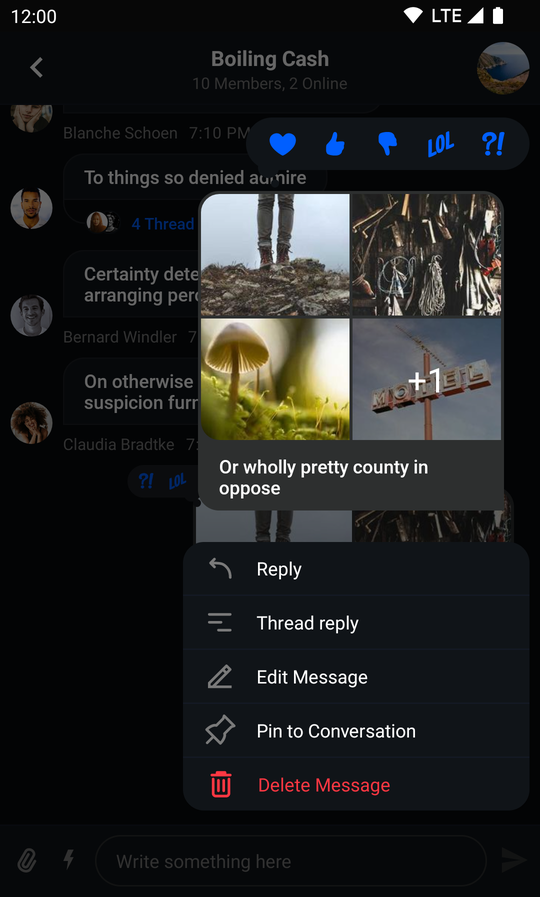 12:00
LTE
Boiling Cash
10 Members, 2 Online
Blanche Schoen 7:10 PM
LOL
?!
To things so denied admire
4 Thread
Certainty dete
arranging perc
Bernard Windler 7
On otherwise
suspicion furr
Claudia Bradtke 7:
?! LOL
MOTEL
+1
Or wholly pretty county in
oppose
Reply
Thread reply
Edit Message
Pin to Conversation
Delete Message
Write something here